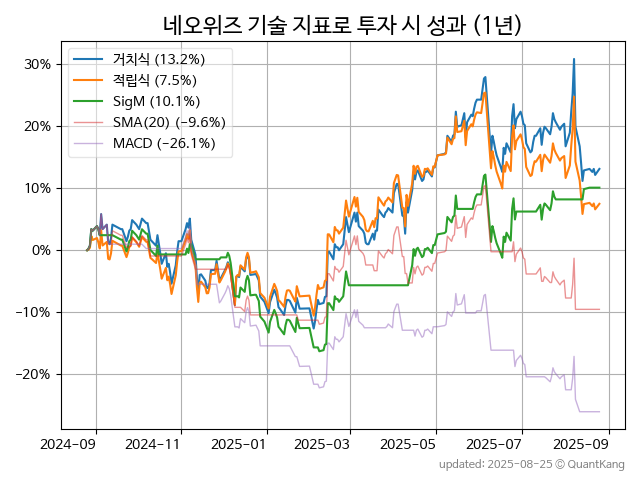 네오위즈 기술 지표로 투자 시 성과 (1년)
거치식 (13.2%)
적립식 (7.5%)
SigM (10.1%)
SMA(20) (−9.6%)
MACD (−26.1%)
30%
20%
10%
0%
−10%
−20%
2024-09 2024-11 2025-01 2025-03 2025-05 2025-07 2025-09
updated: 2025-08-25 © QuantKang